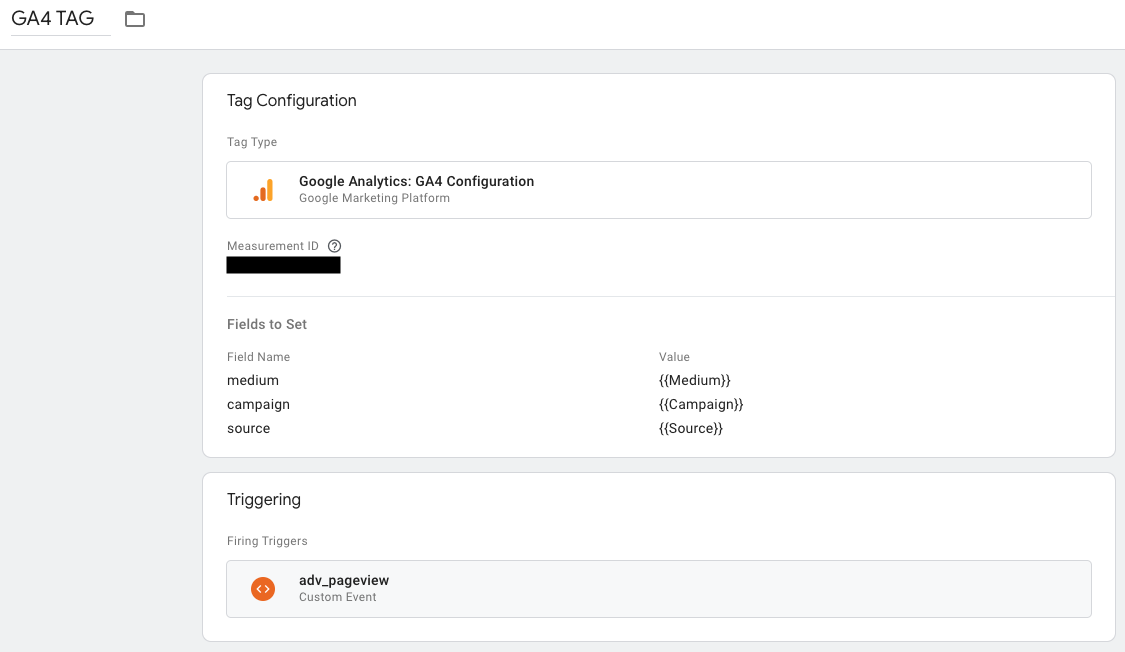 GA4 TAG
Tag Configuration
Tag Type
Google Analytics: GA4 Configuration
Google Marketing Platform
Measurement ID
Fields to Set
Field Name Value
medium {{Medium}}
campaign {{Campaign}}
source {{Source}}
Triggering
Firing Triggers
adv_pageview
Custom Event